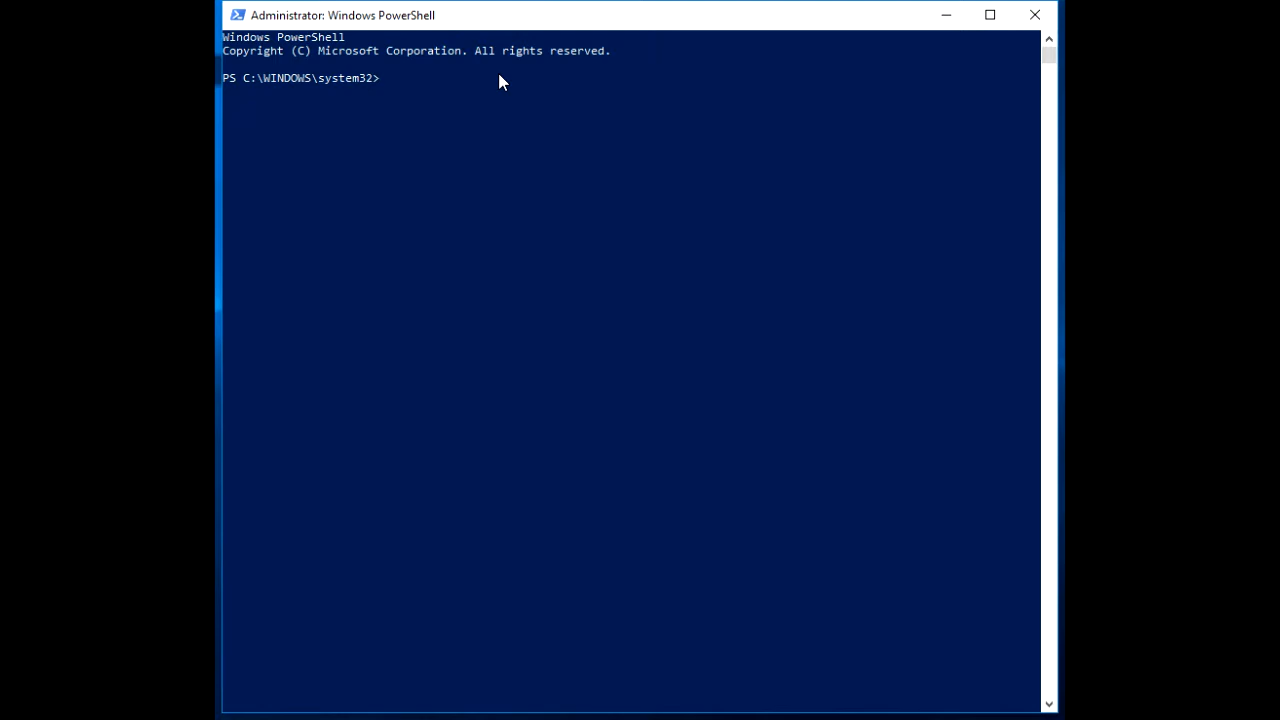 Administrator: Windows PowerShell
Windows PowerShell
Copyright (C) Microsoft Corporation. All rights reserved.
PS C:\WINDOWS\system32>